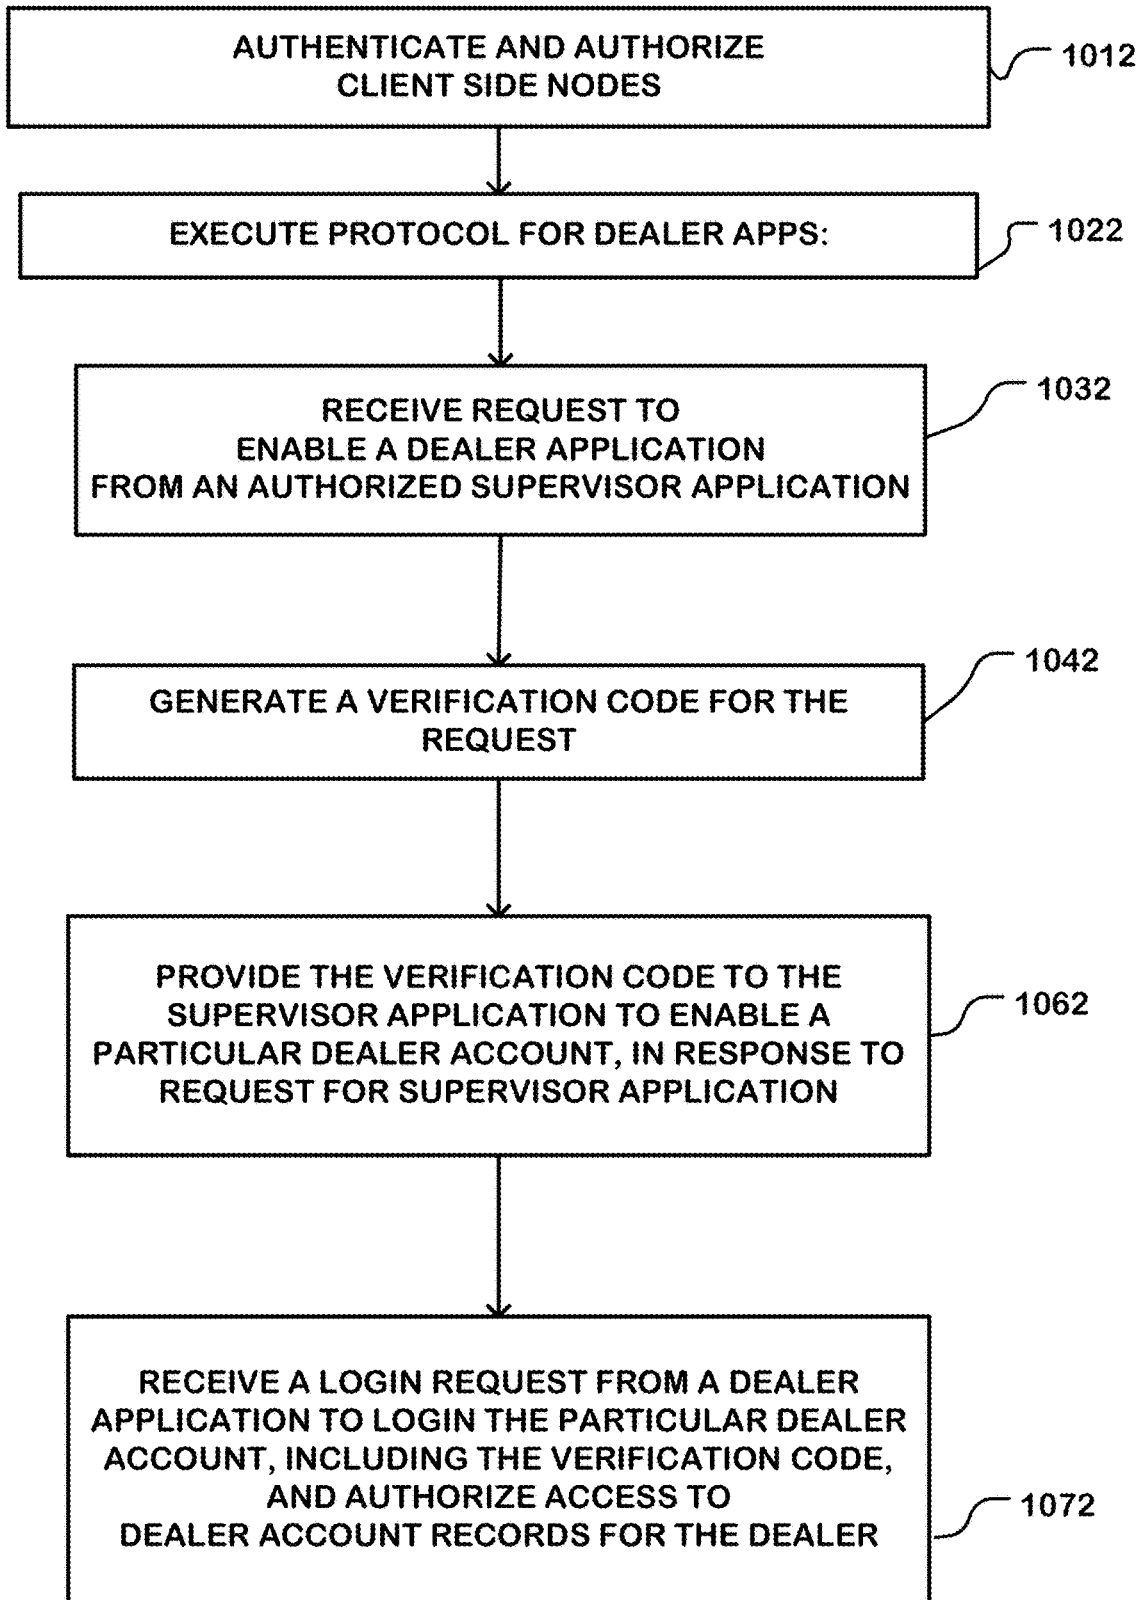 AUTHENTICATE AND AUTHORIZE
CLIENT SIDE NODES
1012
EXECUTE PROTOCOL FOR DEALER APPS:
1022
RECEIVE REQUEST TO
ENABLE A DEALER APPLICATION
FROM AN AUTHORIZED SUPERVISOR APPLICATION
1032
GENERATE A VERIFICATION CODE FOR THE
REQUEST
1042
PROVIDE THE VERIFICATION CODE TO THE
SUPERVISOR APPLICATION TO ENABLE A
PARTICULAR DEALER ACCOUNT, IN RESPONSE TO
REQUEST FOR SUPERVISOR APPLICATION
1062
RECEIVE A LOGIN REQUEST FROM A DEALER
APPLICATION TO LOGIN THE PARTICULAR DEALER
ACCOUNT, INCLUDING THE VERIFICATION CODE,
AND AUTHORIZE ACCESS TO
DEALER ACCOUNT RECORDS FOR THE DEALER
1072